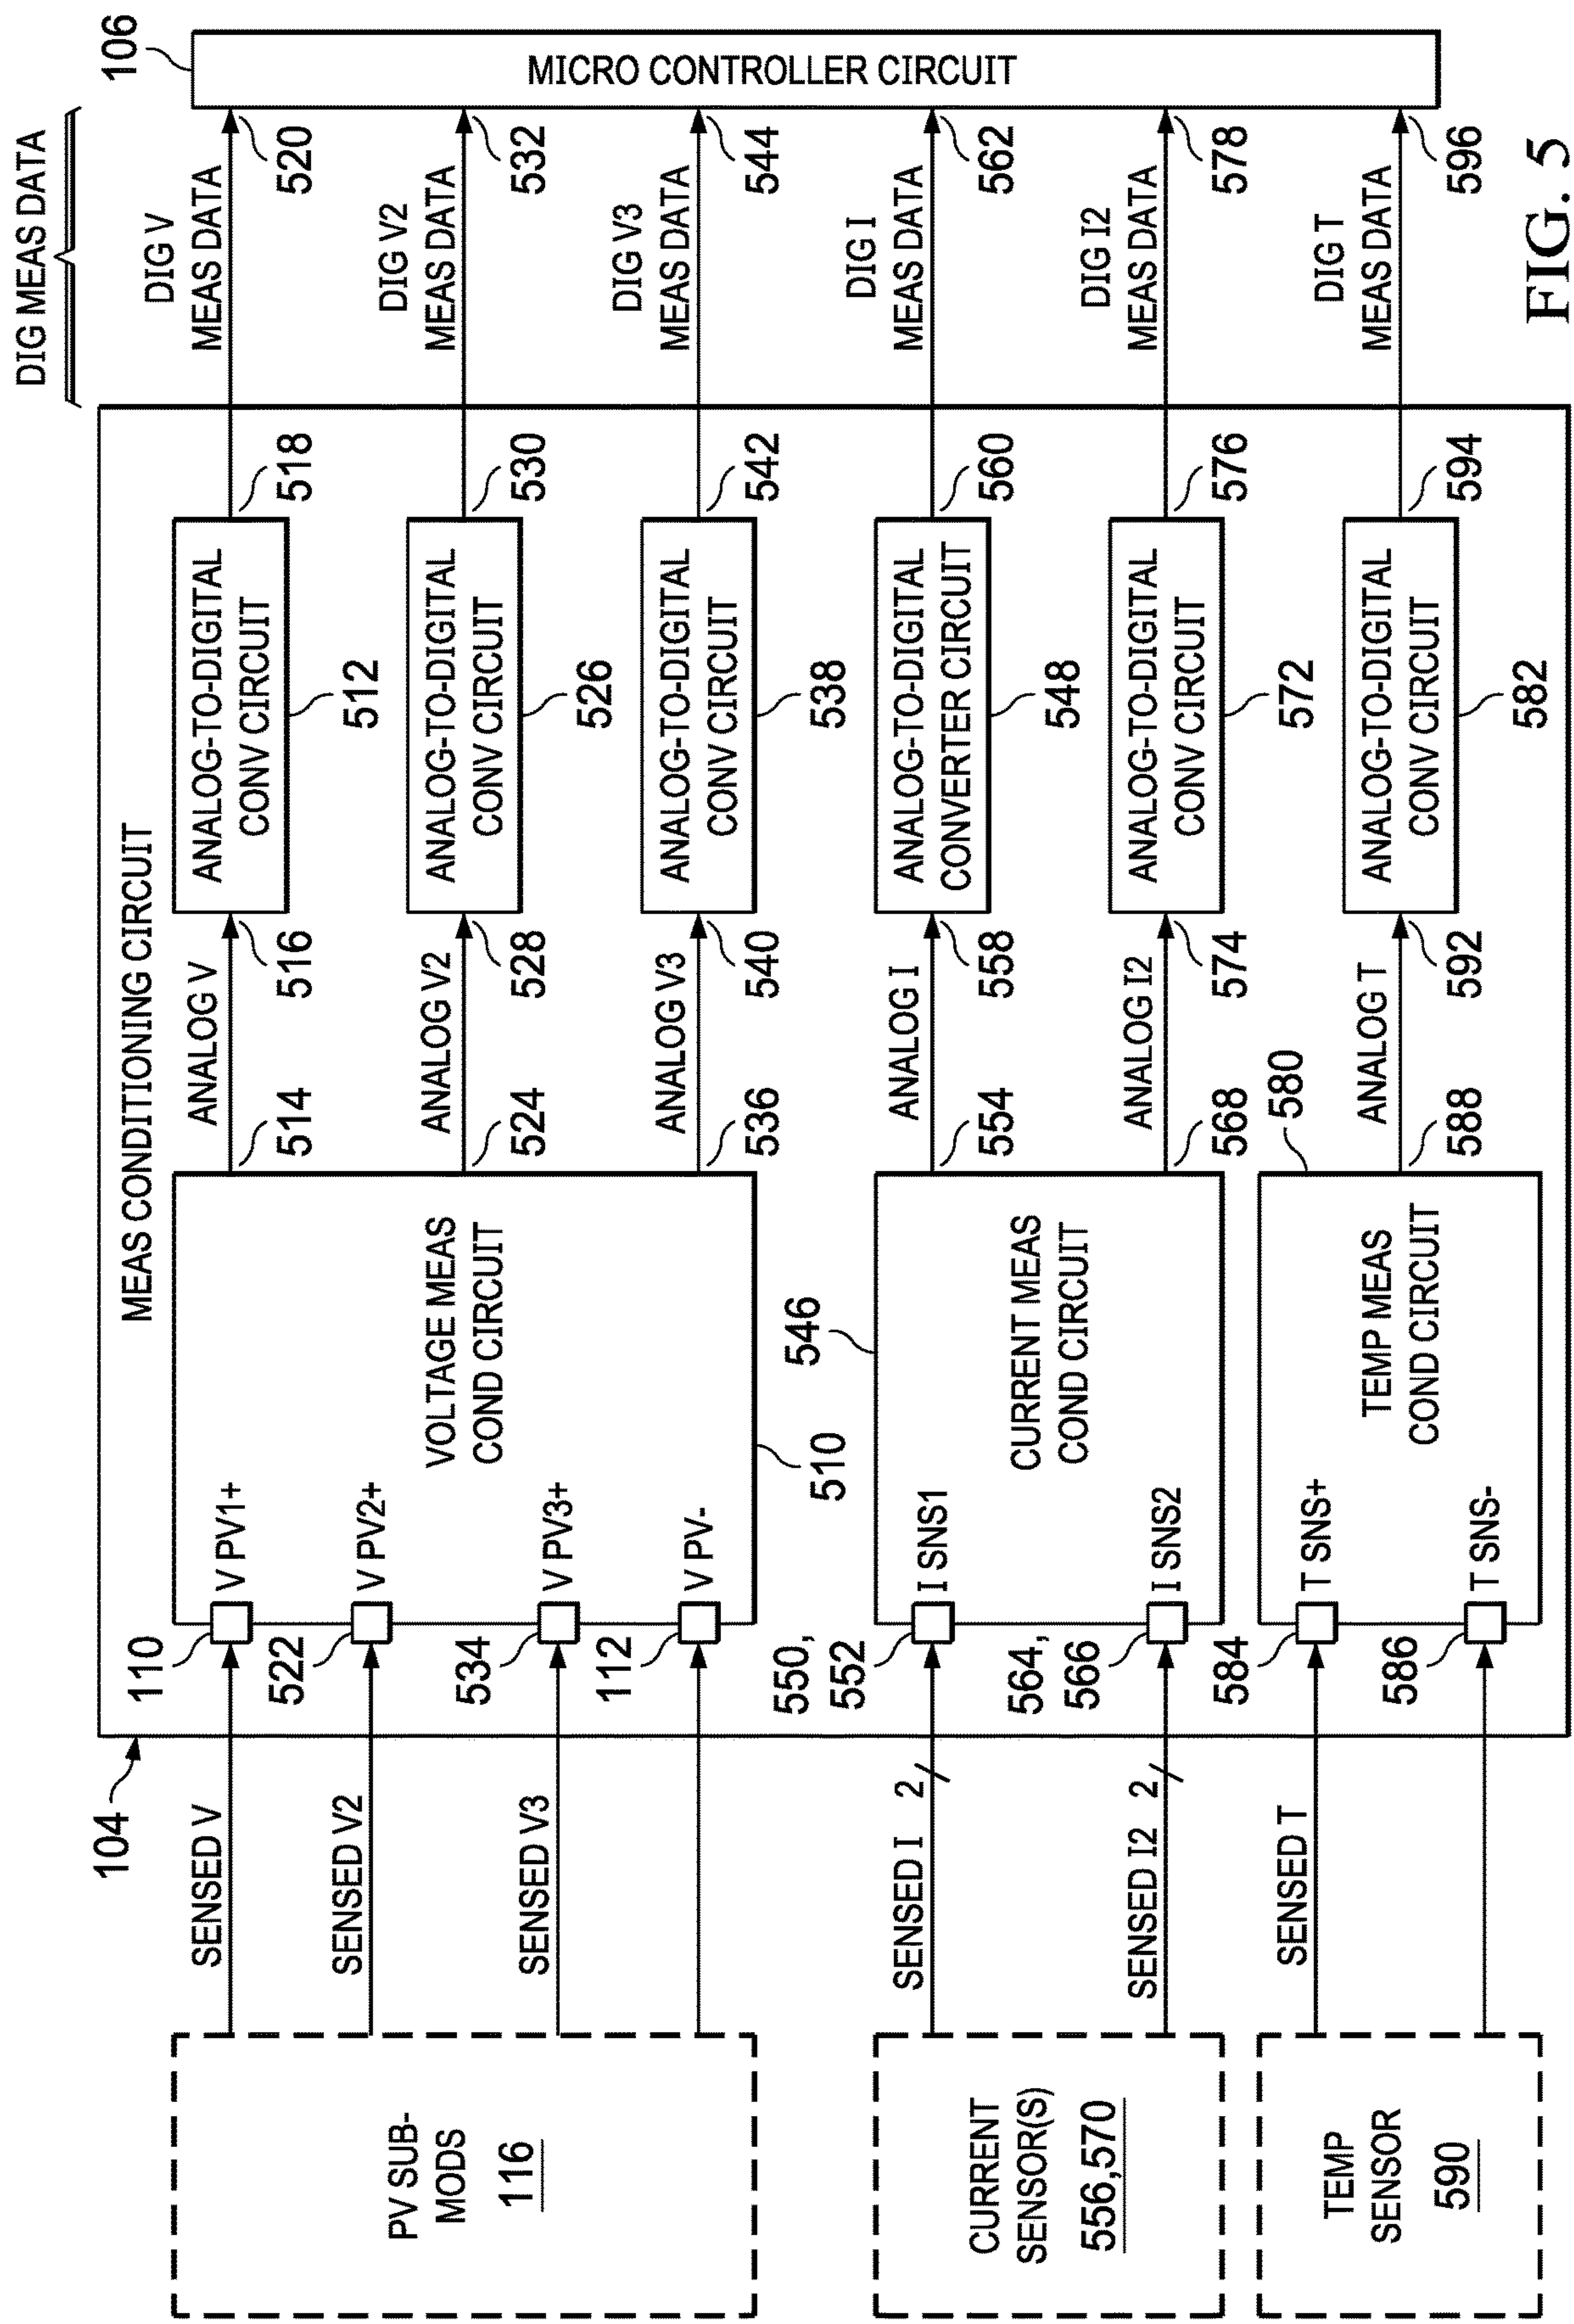 DIG MEAS DATA
106
MICRO CONTROLLER CIRCUIT
DIG V
MEAS DATA
520
DIG V2
MEAS DATA
532
DIG V3
MEAS DATA
544
DIG I
MEAS DATA
562
DIG I2
MEAS DATA
578
DIG T
MEAS DATA
596
MEAS CONDITIONING CIRCUIT
104
518
ANALOG-TO-DIGITAL
CONV CIRCUIT
512
516
ANALOG V
514
530
ANALOG-TO-DIGITAL
CONV CIRCUIT
526
528
ANALOG V2
524
542
ANALOG-TO-DIGITAL
CONV CIRCUIT
538
540
ANALOG V3
536
560
ANALOG-TO-DIGITAL
CONVERTER CIRCUIT
548
558
ANALOG I
554
576
ANALOG-TO-DIGITAL
CONV CIRCUIT
572
574
ANALOG I2
568
594
ANALOG-TO-DIGITAL
CONV CIRCUIT
582
592
ANALOG T
588
VOLTAGE MEAS
COND CIRCUIT
510
V PV1+
V PV2+
V PV3+
V PV-
110
522
534
112
CURRENT MEAS
COND CIRCUIT
546
I SNS1
I SNS2
550,
552
564,
566
TEMP MEAS
COND CIRCUIT
580
T SNS+
T SNS-
584
586
SENSED V
SENSED V2
SENSED V3
SENSED I 2
SENSED I2 2
SENSED T
PV SUB-
MODS
116
CURRENT
SENSOR(S)
556,570
TEMP
SENSOR
590
FIG. 5